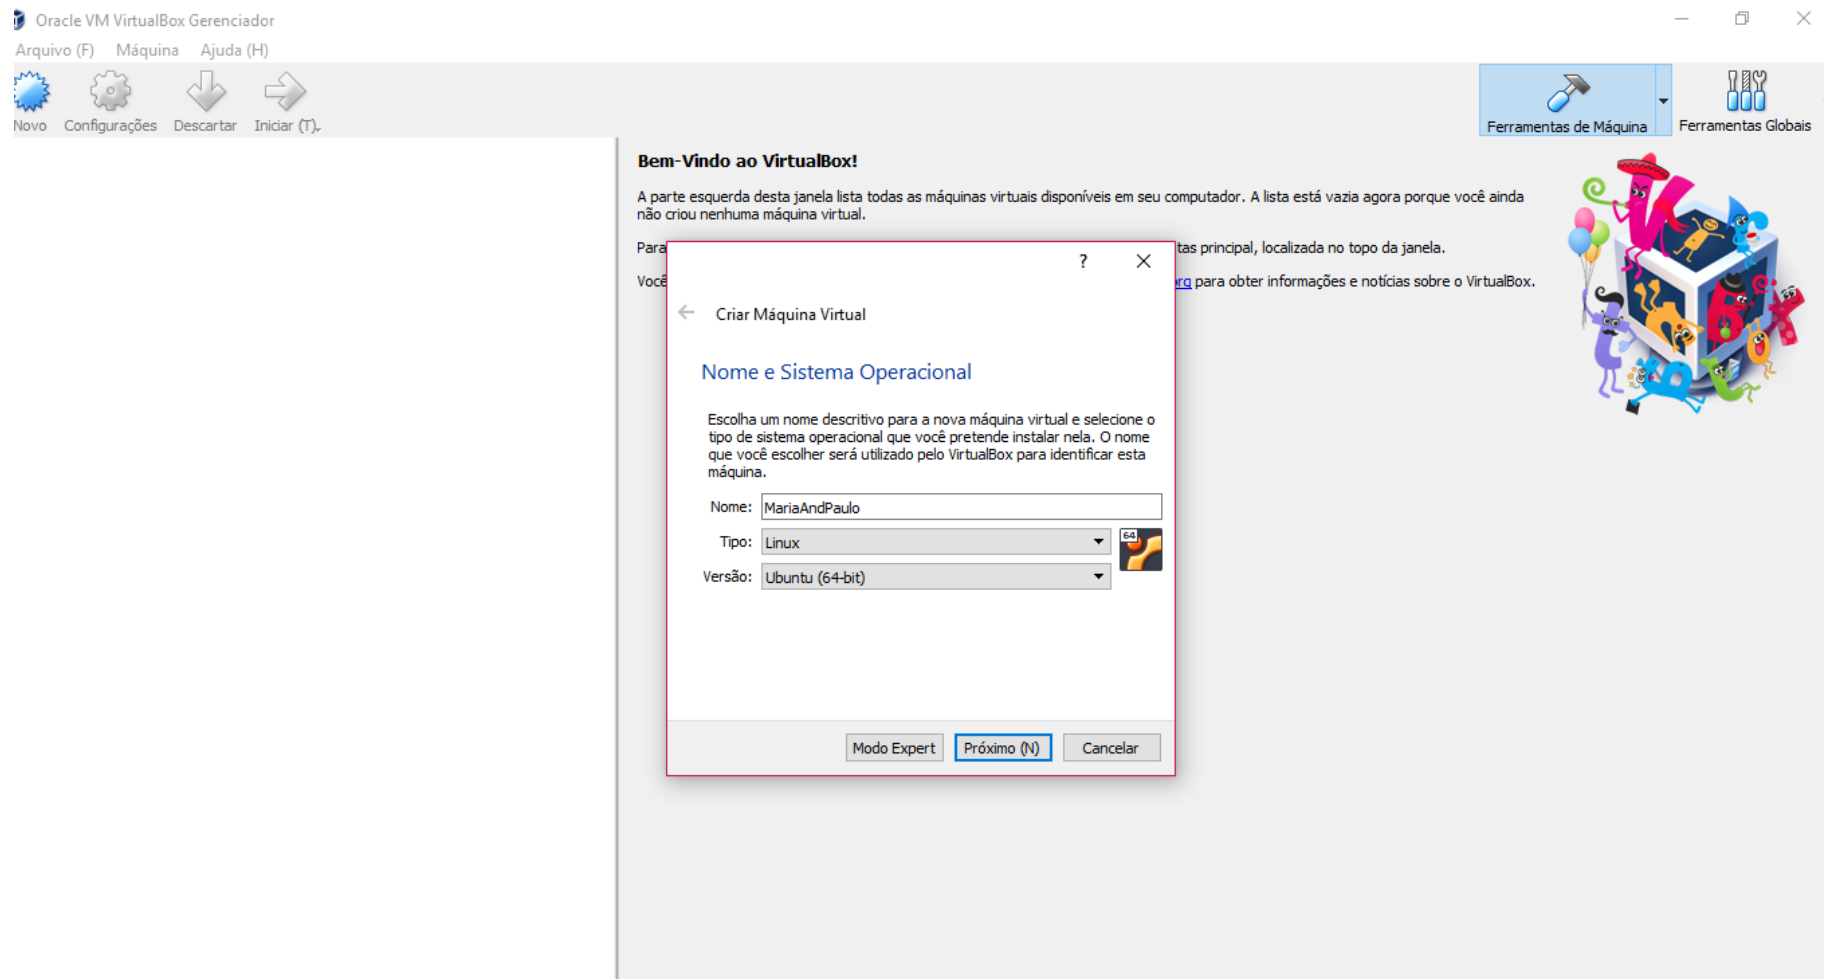 Oracle VM VirtualBox Gerenciador
Arquivo (F) Máquina Ajuda (H)
Novo Configurações Descartar Iniciar (T)
Ferramentas de Máquina Ferramentas Globais
Bem-Vindo ao VirtualBox!
A parte esquerda desta janela lista todas as máquinas virtuais disponíveis em seu computador. A lista está vazia agora porque você ainda
não criou nenhuma máquina virtual.
Para tas principal, localizada no topo da janela.
Você org para obter informações e notícias sobre o VirtualBox.
?
Criar Máquina Virtual
Nome e Sistema Operacional
Escolha um nome descritivo para a nova máquina virtual e selecione o
tipo de sistema operacional que você pretende instalar nela. O nome
que você escolher será utilizado pelo VirtualBox para identificar esta
máquina.
Nome: MariaAndPaulo
Tipo: Linux
64
Versão: Ubuntu (64-bit)
Modo Expert Próximo (N) Cancelar